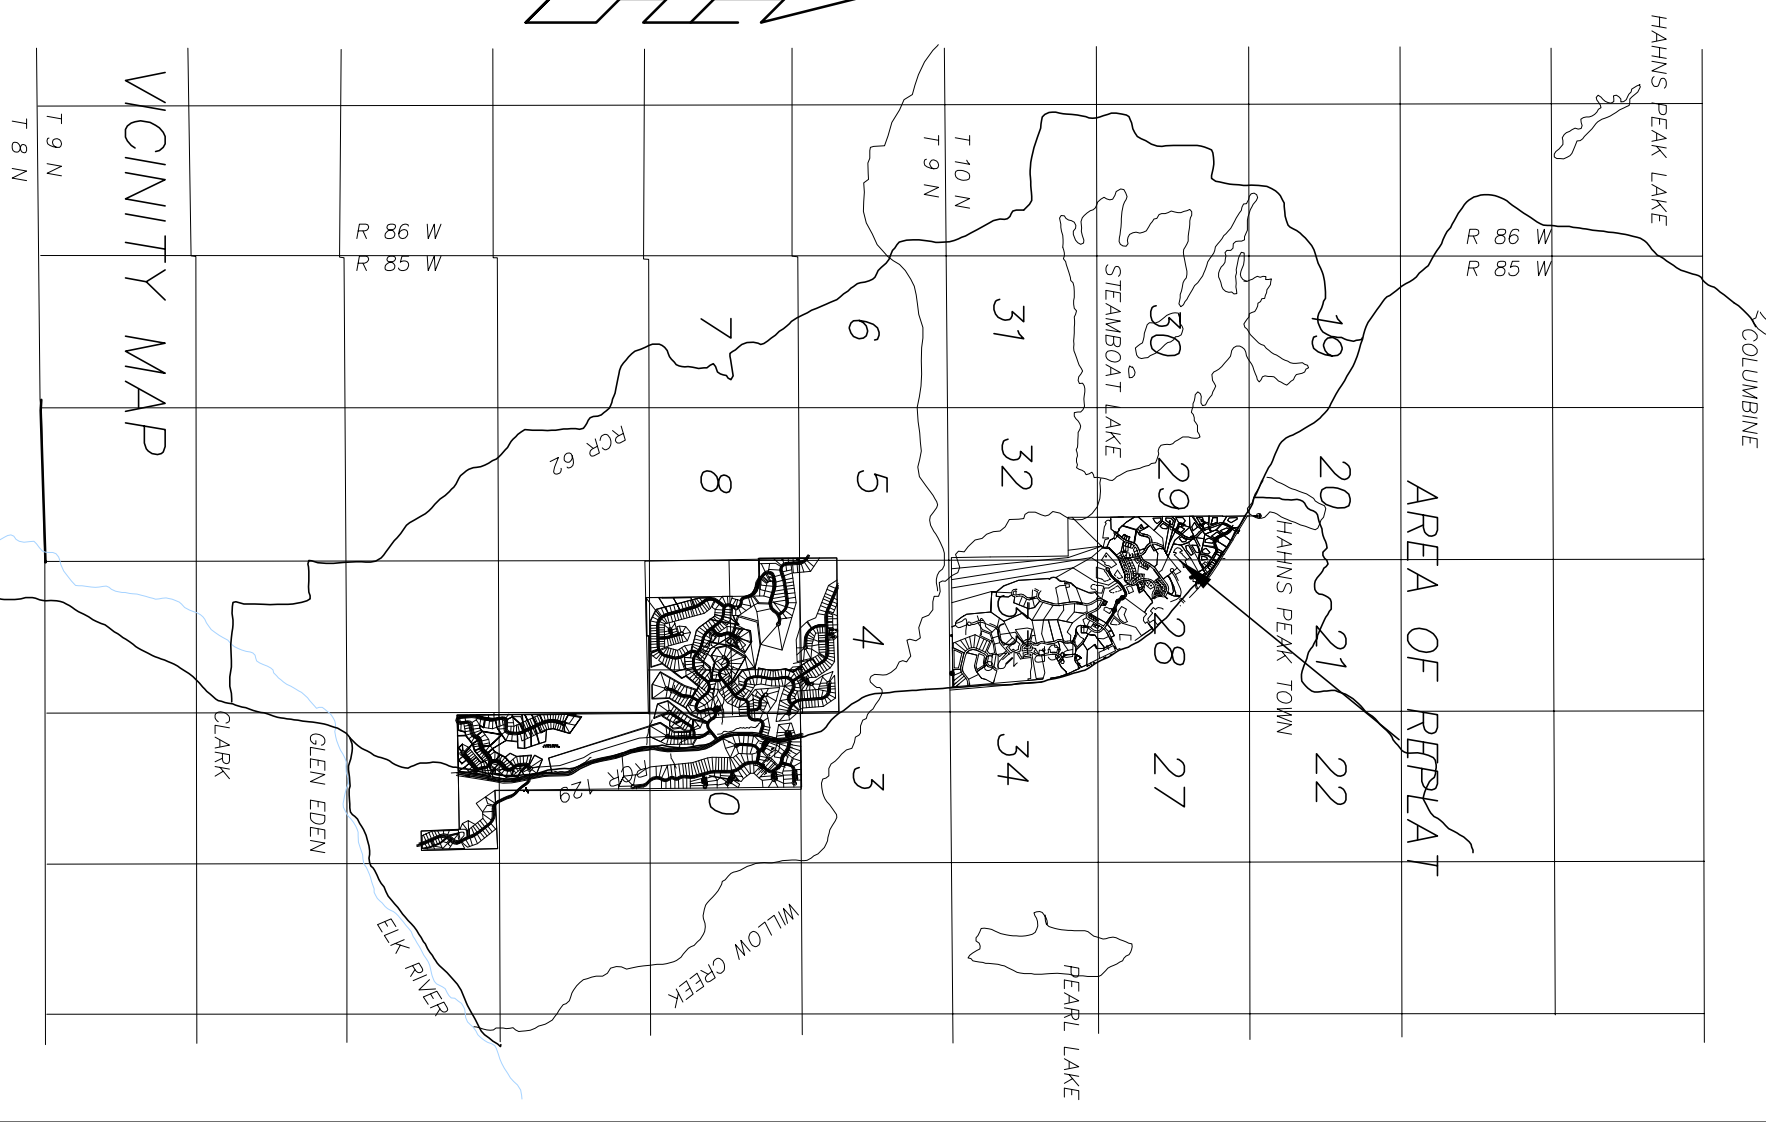 HAHNS PEAK LAKE
COLUMBINE
R 86 W
R 85 W
AREA OF REPLAT
19
20
21
22
HAHNS PEAK TOWN
30
29
28
27
STEAMBOAT LAKE
PEARL LAKE
31
32
34
T 10 N
T 9 N
6
5
4
3
WILLOW CREEK
7
8
RCR 62
RCR 129
R 86 W
R 85 W
ELK RIVER
GLEN EDEN
CLARK
VICINITY MAP
T 9 N
T 8 N